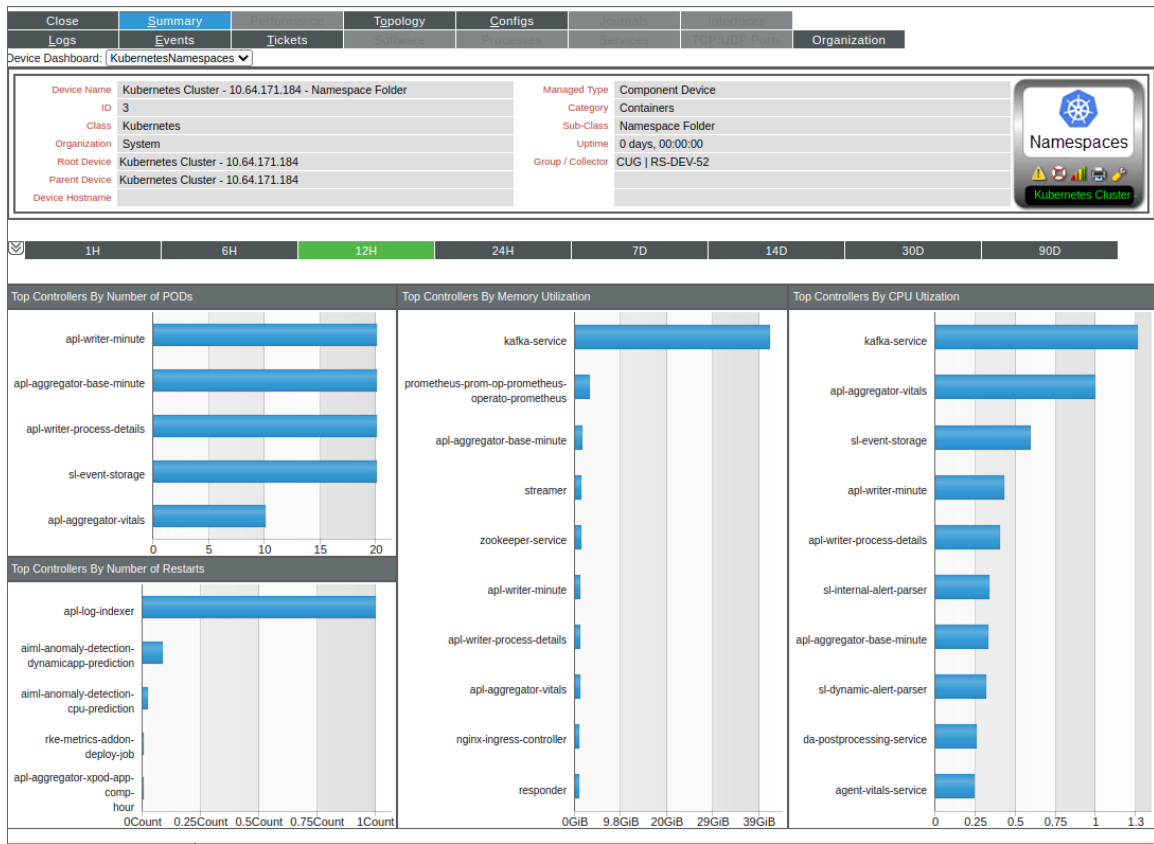 Close Summary Performance Topology Configs Journals Interfaces
Logs Events Tickets Software Processes Services TCP/UDP Ports Organization
Device Dashboard: KubernetesNamespaces
Device Name Kubernetes Cluster - 10.64.171.184 - Namespace Folder
ID 3
Class Kubernetes
Organization System
Root Device Kubernetes Cluster - 10.64.171.184
Parent Device Kubernetes Cluster - 10.64.171.184
Device Hostname
Managed Type Component Device
Category Containers
Sub-Class Namespace Folder
Uptime 0 days, 00:00:00
Group / Collector CUG | RS-DEV-52
Namespaces
Kubernetes Cluster -
1H 6H 12H 24H 7D 14D 30D 90D
Top Controllers By Number of PODs
apl-writer-minute
apl-aggregator-base-minute
apl-writer-process-details
sl-event-storage
apl-aggregator-vitals
0 5 10 15 20
Top Controllers By Number of Restarts
apl-log-indexer
aiml-anomaly-detection-
dynamicapp-prediction
aiml-anomaly-detection-
cpu-prediction
rke-metrics-addon-
deploy-job
apl-aggregator-xpod-app-
comp-
hour
0Count 0.25Count 0.5Count 0.75Count 1Count
Top Controllers By Memory Utilization
kafka-service
prometheus-prom-op-prometheus-
operato-prometheus
apl-aggregator-base-minute
streamer
zookeeper-service
apl-writer-minute
apl-writer-process-details
apl-aggregator-vitals
nginx-ingress-controller
responder
0GiB 9.8GiB 20GiB 29GiB 39GiB
Top Controllers By CPU Utization
kafka-service
apl-aggregator-vitals
sl-event-storage
apl-writer-minute
apl-writer-process-details
sl-internal-alert-parser
apl-aggregator-base-minute
sl-dynamic-alert-parser
da-postprocessing-service
agent-vitals-service
0 0.25 0.5 0.75 1 1.3